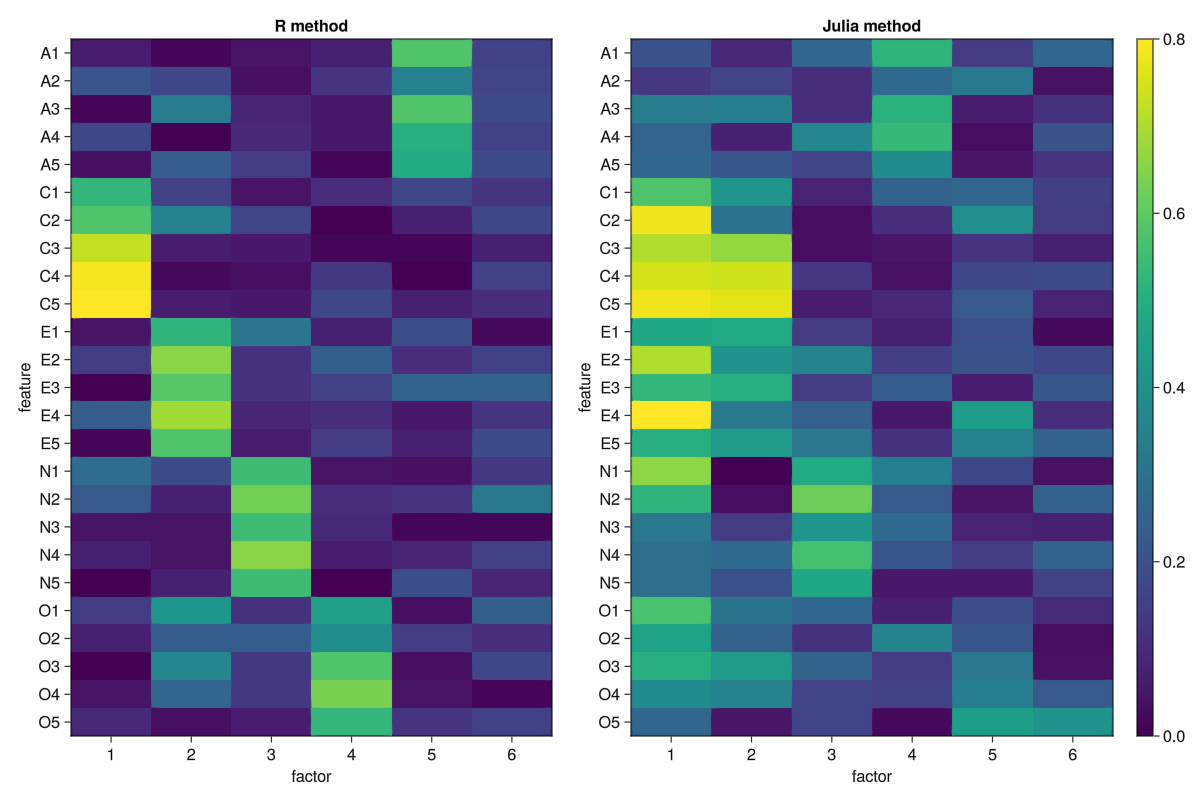 R method
A1
A2
A3
A4
A5
C1
C2
C3
C4
C5
E1
E2
E3
E4
E5
N1
N2
N3
N4
N5
O1
O2
O3
O4
O5
feature
1 2 3 4 5 6
factor
Julia method
A1
A2
A3
A4
A5
C1
C2
C3
C4
C5
E1
E2
E3
E4
E5
N1
N2
N3
N4
N5
O1
O2
O3
O4
O5
feature
1 2 3 4 5 6
factor
0.8
0.6
0.4
0.2
0.0